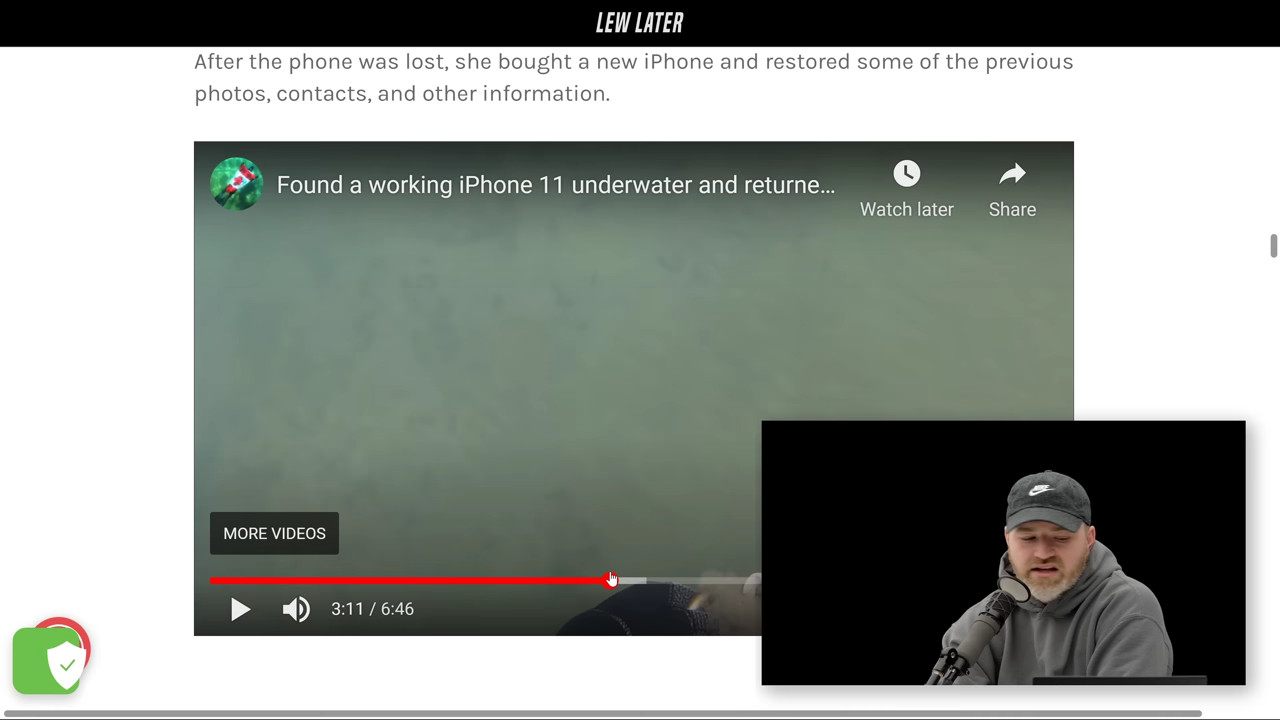 LEW LATER
After the phone was lost, she bought a new iPhone and restored some of the previous
photos, contacts, and other information.
Found a working iPhone 11 underwater and returne...
Watch later
Share
MORE VIDEOS
3:11 / 6:46